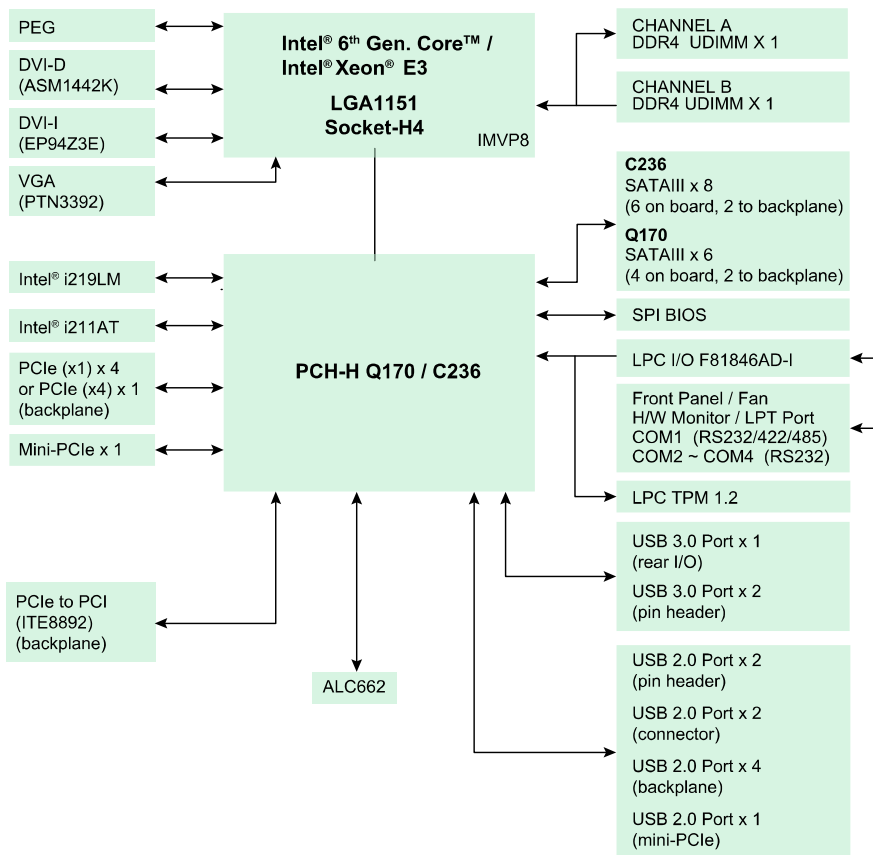 PEG
DVI-D
(ASM1442K)
DVI-I
(EP94Z3E)
VGA
(PTN3392)
Intel® 6th Gen. Core™ /
Intel® Xeon® E3
LGA1151
Socket-H4
IMVP8
CHANNEL A
DDR4 UDIMM X 1
CHANNEL B
DDR4 UDIMM X 1
C236
SATAIII x 8
(6 on board, 2 to backplane)
Q170
SATAIII x 6
(4 on board, 2 to backplane)
Intel® i219LM
Intel® i211AT
PCIe (x1) x 4
or PCIe (x4) x 1
(backplane)
Mini-PCIe x 1
PCH-H Q170 / C236
SPI BIOS
LPC I/O F81846AD-I
Front Panel / Fan
H/W Monitor / LPT Port
COM1 (RS232/422/485)
COM2 ~ COM4 (RS232)
LPC TPM 1.2
USB 3.0 Port x 1
(rear I/O)
USB 3.0 Port x 2
(pin header)
PCIe to PCI
(ITE8892)
(backplane)
ALC662
USB 2.0 Port x 2
(pin header)
USB 2.0 Port x 2
(connector)
USB 2.0 Port x 4
(backplane)
USB 2.0 Port x 1
(mini-PCIe)